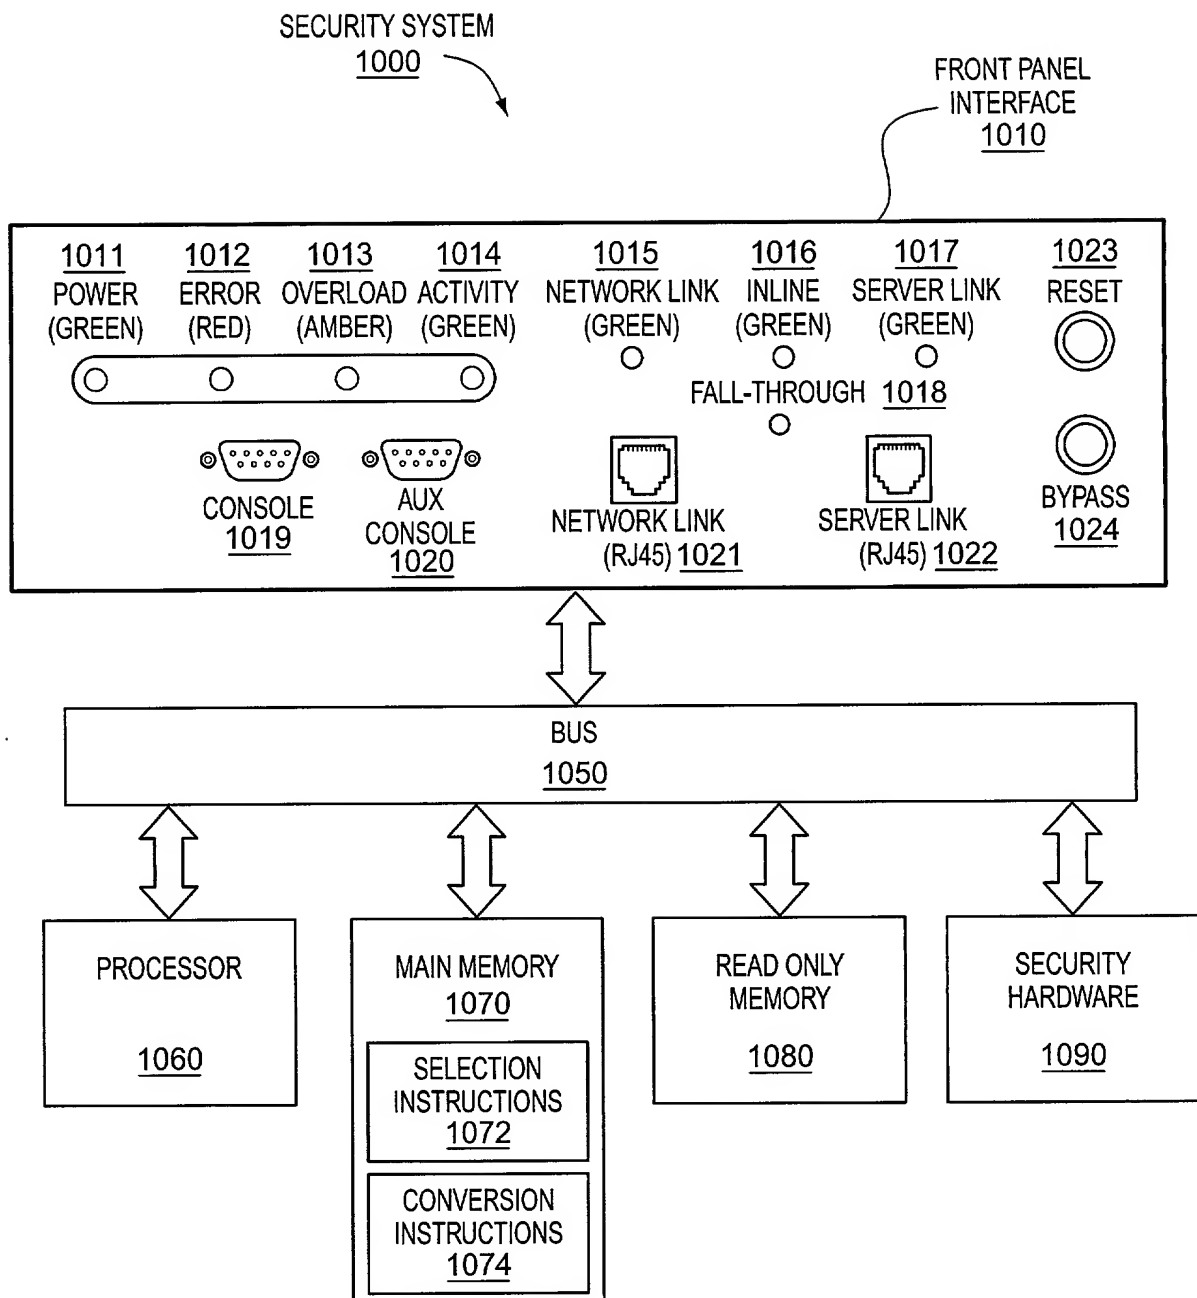 SECURITY SYSTEM
1000
FRONT PANEL
INTERFACE
1010
1011 1012 1013 1014 1015 1016 1017 1023
POWER ERROR OVERLOAD ACTIVITY NETWORK LINK INLINE SERVER LINK RESET
(GREEN) (RED) (AMBER) (GREEN) (GREEN) (GREEN) (GREEN)
FALL-THROUGH 1018
CONSOLE
1019
AUX
CONSOLE
1020
NETWORK LINK
(RJ45) 1021
SERVER LINK
(RJ45) 1022
BYPASS
1024
BUS
1050
PROCESSOR
1060
MAIN MEMORY
1070
SELECTION
INSTRUCTIONS
1072
CONVERSION
INSTRUCTIONS
1074
READ ONLY
MEMORY
1080
SECURITY
HARDWARE
1090